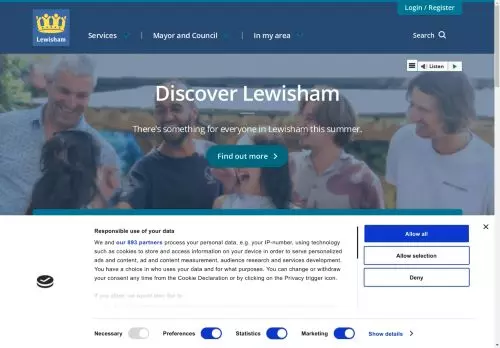 Login / Register
Lewisham
Services
Mayor and Council
In my area
Search
Listen
Discover Lewisham
There's something for everyone in Lewisham this summer.
Find out more
Responsible use of your data
We and our 893 partners process your personal data, e.g. your IP-number, using technology
such as cookies to store and access information on your device in order to serve personalized
ads and content, ad and content measurement, audience research and services development.
You have a choice in who uses your data and for what purposes. You can change or withdraw
your consent any time from the Cookie Declaration or by clicking on the Privacy trigger icon.
If you allow, we would also like to:
Allow all
Allow selection
Deny
Necessary
Preferences
Statistics
Marketing
Show details